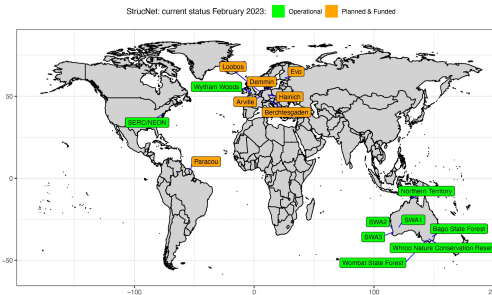 StrucNet: current status February 2023: Operational Planned & Funded
Loobos
Evo
Demmin
Wytham Woods
Hainich
Arville
Berchtesgaden
SERC/NEON
Paracou
Northern Territory
SWA2
SWA1
Bago State Forest
SWA3
Whroo Nature Conservation Reser
Wombat State Forest
50
0
−50
−100
0
100